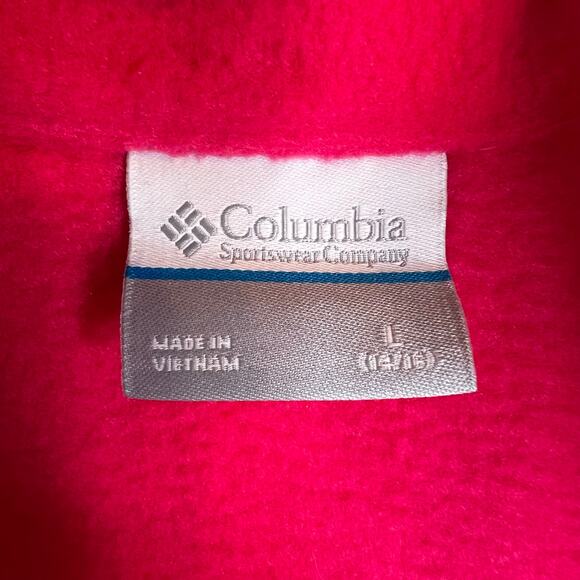 Columbia
Sportswear Company
MADE IN
VIETNAM
L
(14/16)